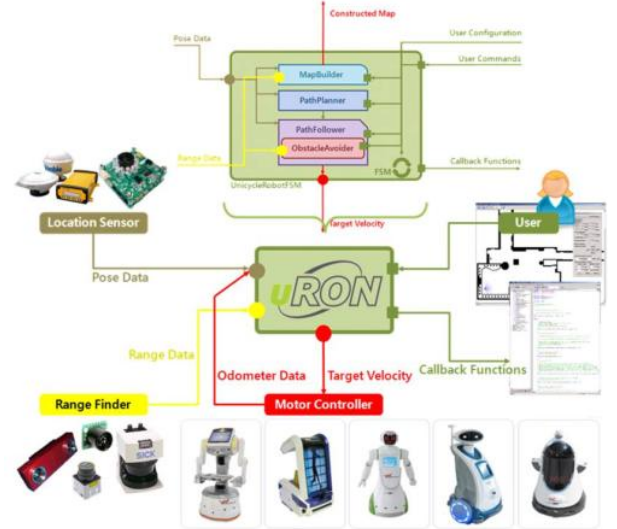 Constructed Map
Pose Data
User Configuration
User Commands
MapBuilder
PathPlanner
PathFollower
ObstacleAvoider
Range Data
FSM
Callback Functions
UnicycleRobotFSM
Target Velocity
Location Sensor
User
Pose Data
uRON
Range Data
Odometer Data
Target Velocity
Callback Functions
Range Finder
Motor Controller
SICK